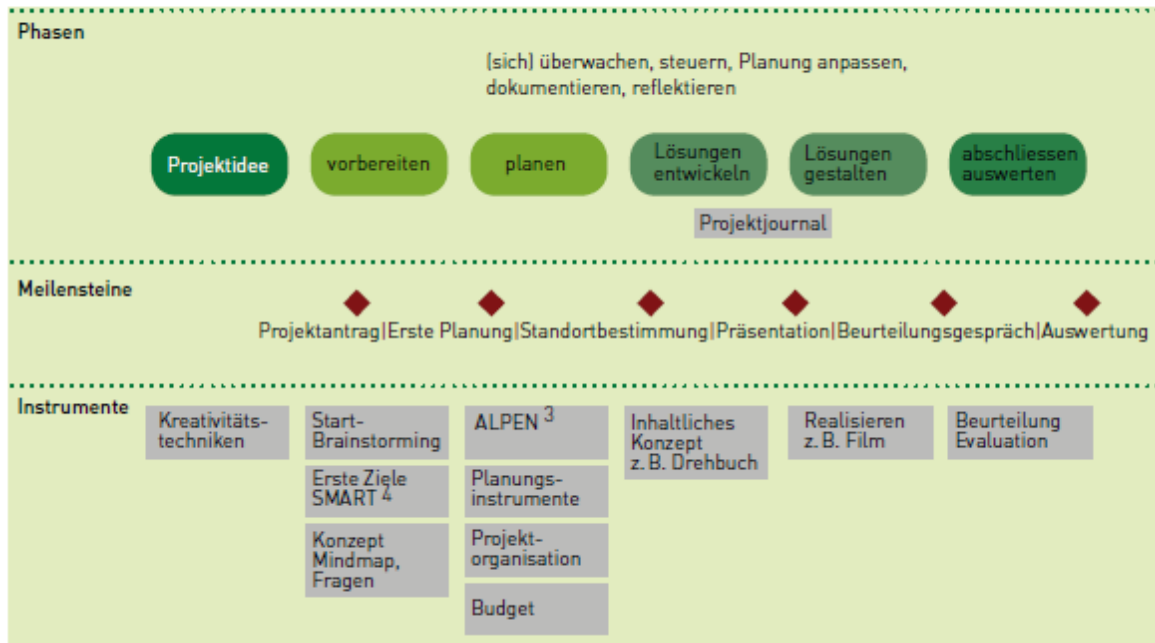 Phasen
(sich) überwachen, steuern, Planung anpassen,
dokumentieren, reflektieren
Projektidee
vorbereiten
planen
Lösungen
entwickeln
Lösungen
gestalten
abschliessen
auswerten
Projektjournal
Meilensteine
Projektantrag|Erste Planung|Standortbestimmung|Präsentation|Beurteilungsgespräch|Auswertung
Instrumente
Kreativitäts-
techniken
Start-
Brainstorming
Erste Ziele
SMART 4
Konzept
Mindmap,
Fragen
ALPEN 3
Planungs-
instrumente
Projekt-
organisation
Budget
Inhaltliches
Konzept
z. B. Drehbuch
Realisieren
z. B. Film
Beurteilung
Evaluation